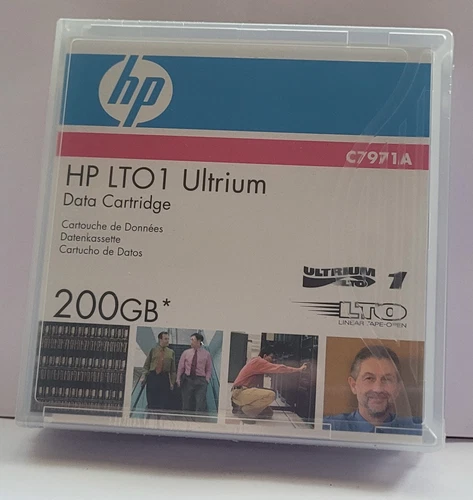 hp
C7971A
HP LTO1 Ultrium
Data Cartridge
Cartouche de Données
Datenkassette
Cartucho de Datos
ULTRIUM
LTO 1
200GB*
LTO
LINEAR TAPE-OPEN